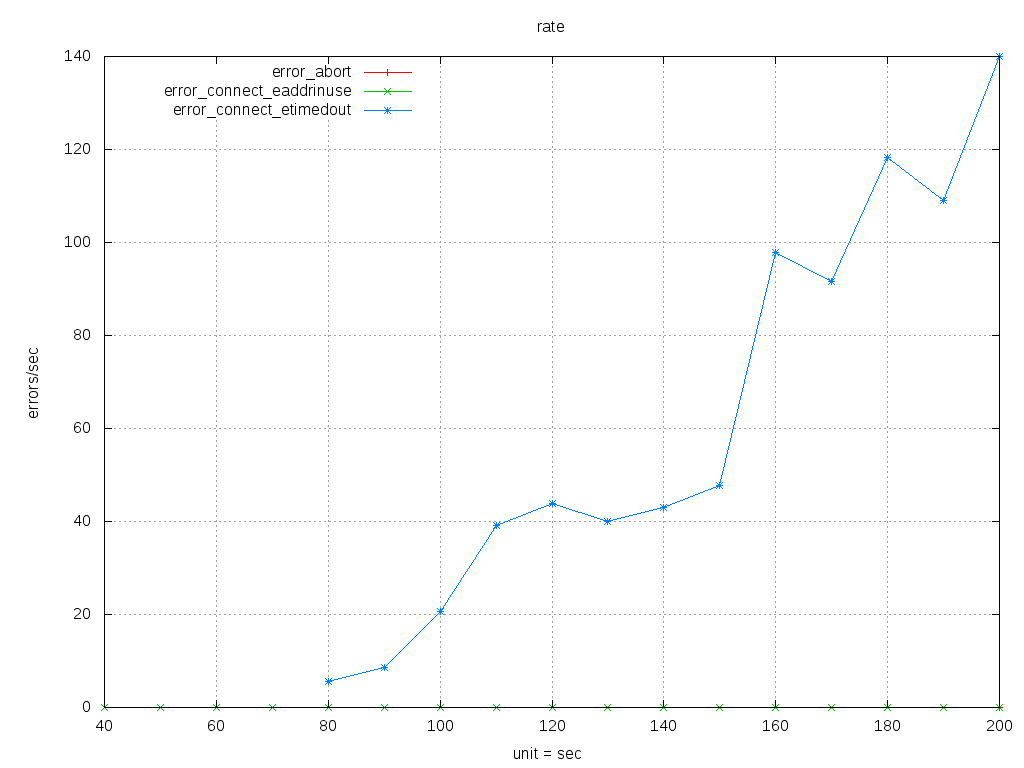 rate
140
120
100
80
60
40
20
0
errors/sec
error_abort
error_connect_eaddrinuse
error_connect_etimedout
40 60 80 100 120 140 160 180 200
unit = sec